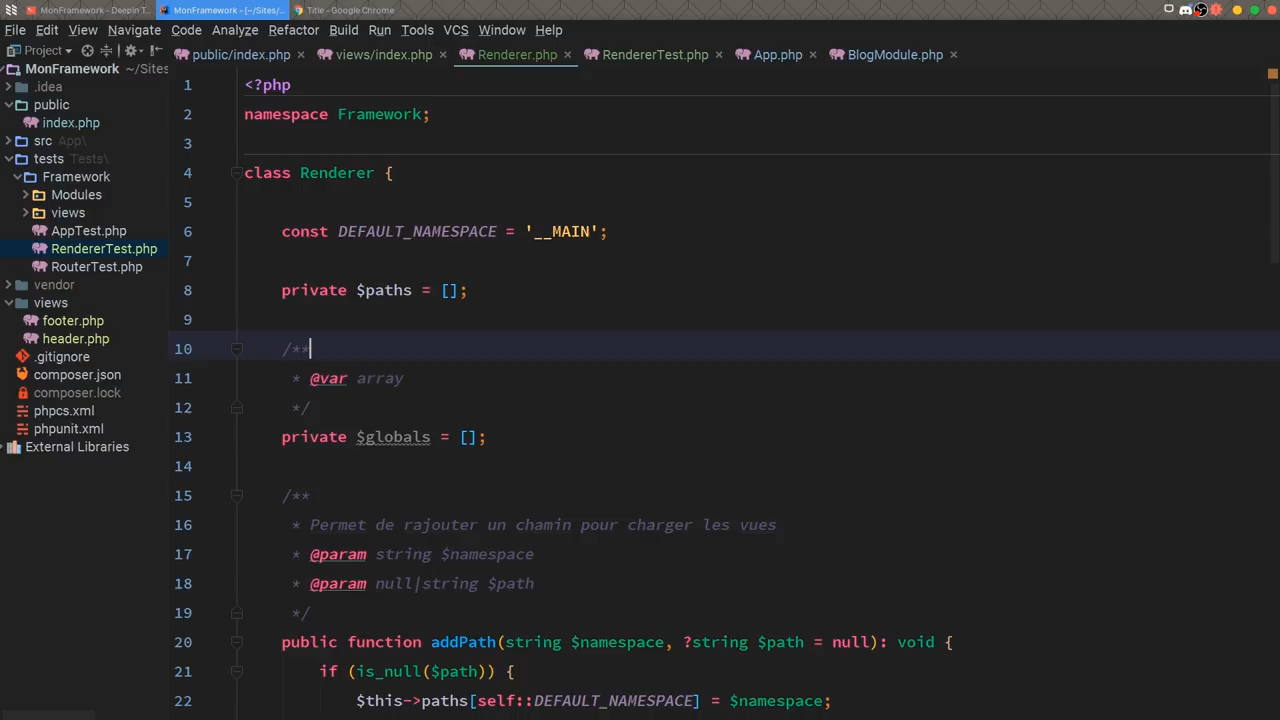 MonFramework - Deepin T...
MonFramework - [~/Sites/...
Title - Google Chrome
File Edit View Navigate Code Analyze Refactor Build Run Tools VCS Window Help
Project
public/index.php × views/index.php × Renderer.php × RendererTest.php × App.php × BlogModule.php ×
MonFramework ~/Sites
.idea
public
index.php
src App\
tests Tests\
Framework
Modules
views
AppTest.php
RendererTest.php
RouterTest.php
vendor
views
footer.php
header.php
.gitignore
composer.json
composer.lock
phpcs.xml
phpunit.xml
External Libraries
1 <?php
2 namespace Framework;
3
4 class Renderer {
5
6 const DEFAULT_NAMESPACE = '__MAIN';
7
8 private $paths = [];
9
10 /**
11 * @var array
12 */
13 private $globals = [];
14
15 /**
16 * Permet de rajouter un chamin pour charger les vues
17 * @param string $namespace
18 * @param null|string $path
19 */
20 public function addPath(string $namespace, ?string $path = null): void {
21 if (is_null($path)) {
22 $this->paths[self::DEFAULT_NAMESPACE] = $namespace;